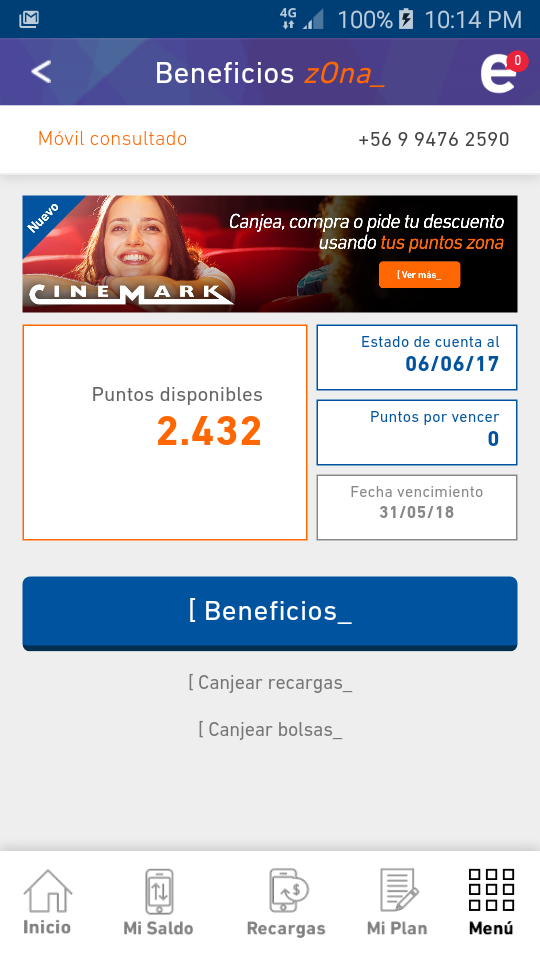 4G 100% 10:14 PM
Beneficios zOna_
e 0
Móvil consultado +56 9 9476 2590
Nuevo
Canjea, compra o pide tu descuento
usando tus puntos zona
[ Ver más_
CINEMARK
Puntos disponibles
2.432
Estado de cuenta al
06/06/17
Puntos por vencer
0
Fecha vencimiento
31/05/18
[ Beneficios_
[ Canjear recargas_
[ Canjear bolsas_
Inicio Mi Saldo Recargas Mi Plan Menú